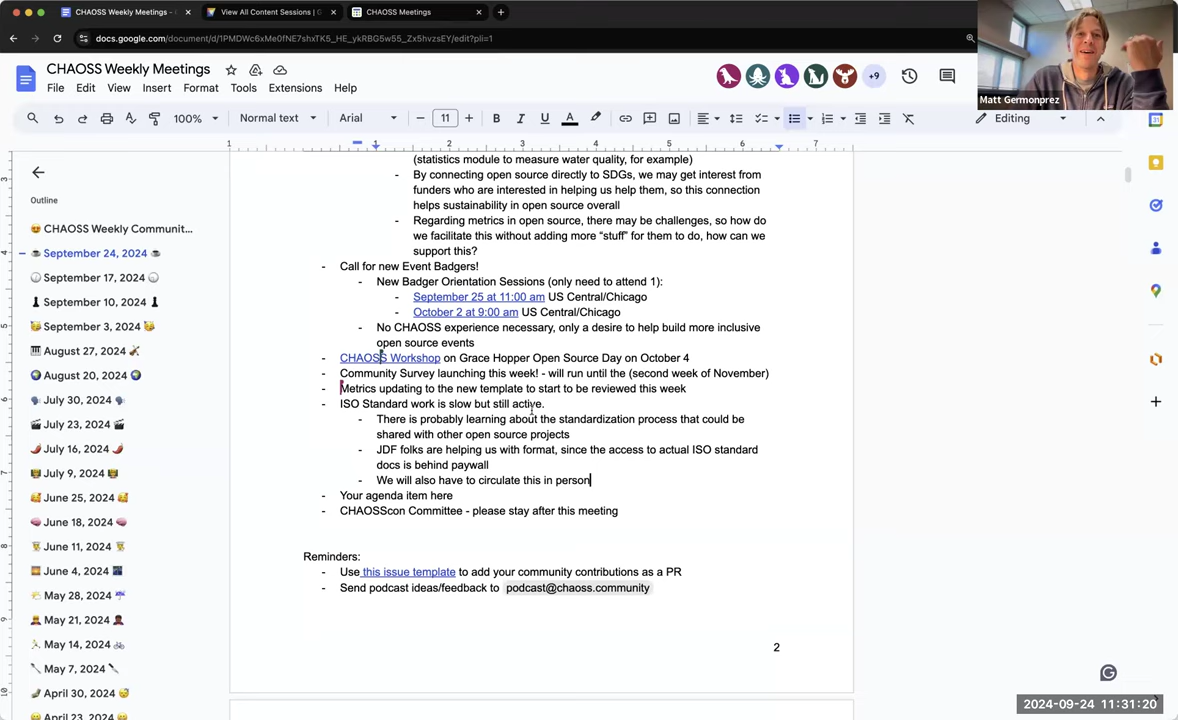 CHAOSS Weekly Meetings -
View All Content Sessions | G
CHAOSS Meetings
docs.google.com/document/d/1PMDWc6xMe0fNE7shxTK5_HE_ykRBG5w55_Zx5hvzsEY/edit?pli=1
CHAOSS Weekly Meetings
File Edit View Insert Format Tools Extensions Help
+9
Matt Germonprez
100% Normal text Arial 11 Editing
1 1 2 3 4 5 6 7
Outline
CHAOSS Weekly Communit...
September 24, 2024
September 17, 2024
September 10, 2024
September 3, 2024
August 27, 2024
August 20, 2024
July 30, 2024
July 23, 2024
July 16, 2024
July 9, 2024
June 25, 2024
June 18, 2024
June 11, 2024
June 4, 2024
May 28, 2024
May 21, 2024
May 14, 2024
May 7, 2024
April 30, 2024
April 23, 2024
(statistics module to measure water quality, for example)
- By connecting open source directly to SDGs, we may get interest from
funders who are interested in helping us help them, so this connection
helps sustainability in open source overall
- Regarding metrics in open source, there may be challenges, so how do
we facilitate this without adding more “stuff” for them to do, how can we
support this?
- Call for new Event Badgers!
- New Badger Orientation Sessions (only need to attend 1):
- September 25 at 11:00 am US Central/Chicago
- October 2 at 9:00 am US Central/Chicago
- No CHAOSS experience necessary, only a desire to help build more inclusive
open source events
- CHAOSS Workshop on Grace Hopper Open Source Day on October 4
- Community Survey launching this week! - will run until the (second week of November)
- Metrics updating to the new template to start to be reviewed this week
- ISO Standard work is slow but still active.
- There is probably learning about the standardization process that could be
shared with other open source projects
- JDF folks are helping us with format, since the access to actual ISO standard
docs is behind paywall
- We will also have to circulate this in person
- Your agenda item here
- CHAOSScon Committee - please stay after this meeting
Reminders:
- Use this issue template to add your community contributions as a PR
- Send podcast ideas/feedback to podcast@chaoss.community
2
2024-09-24 11:31:20